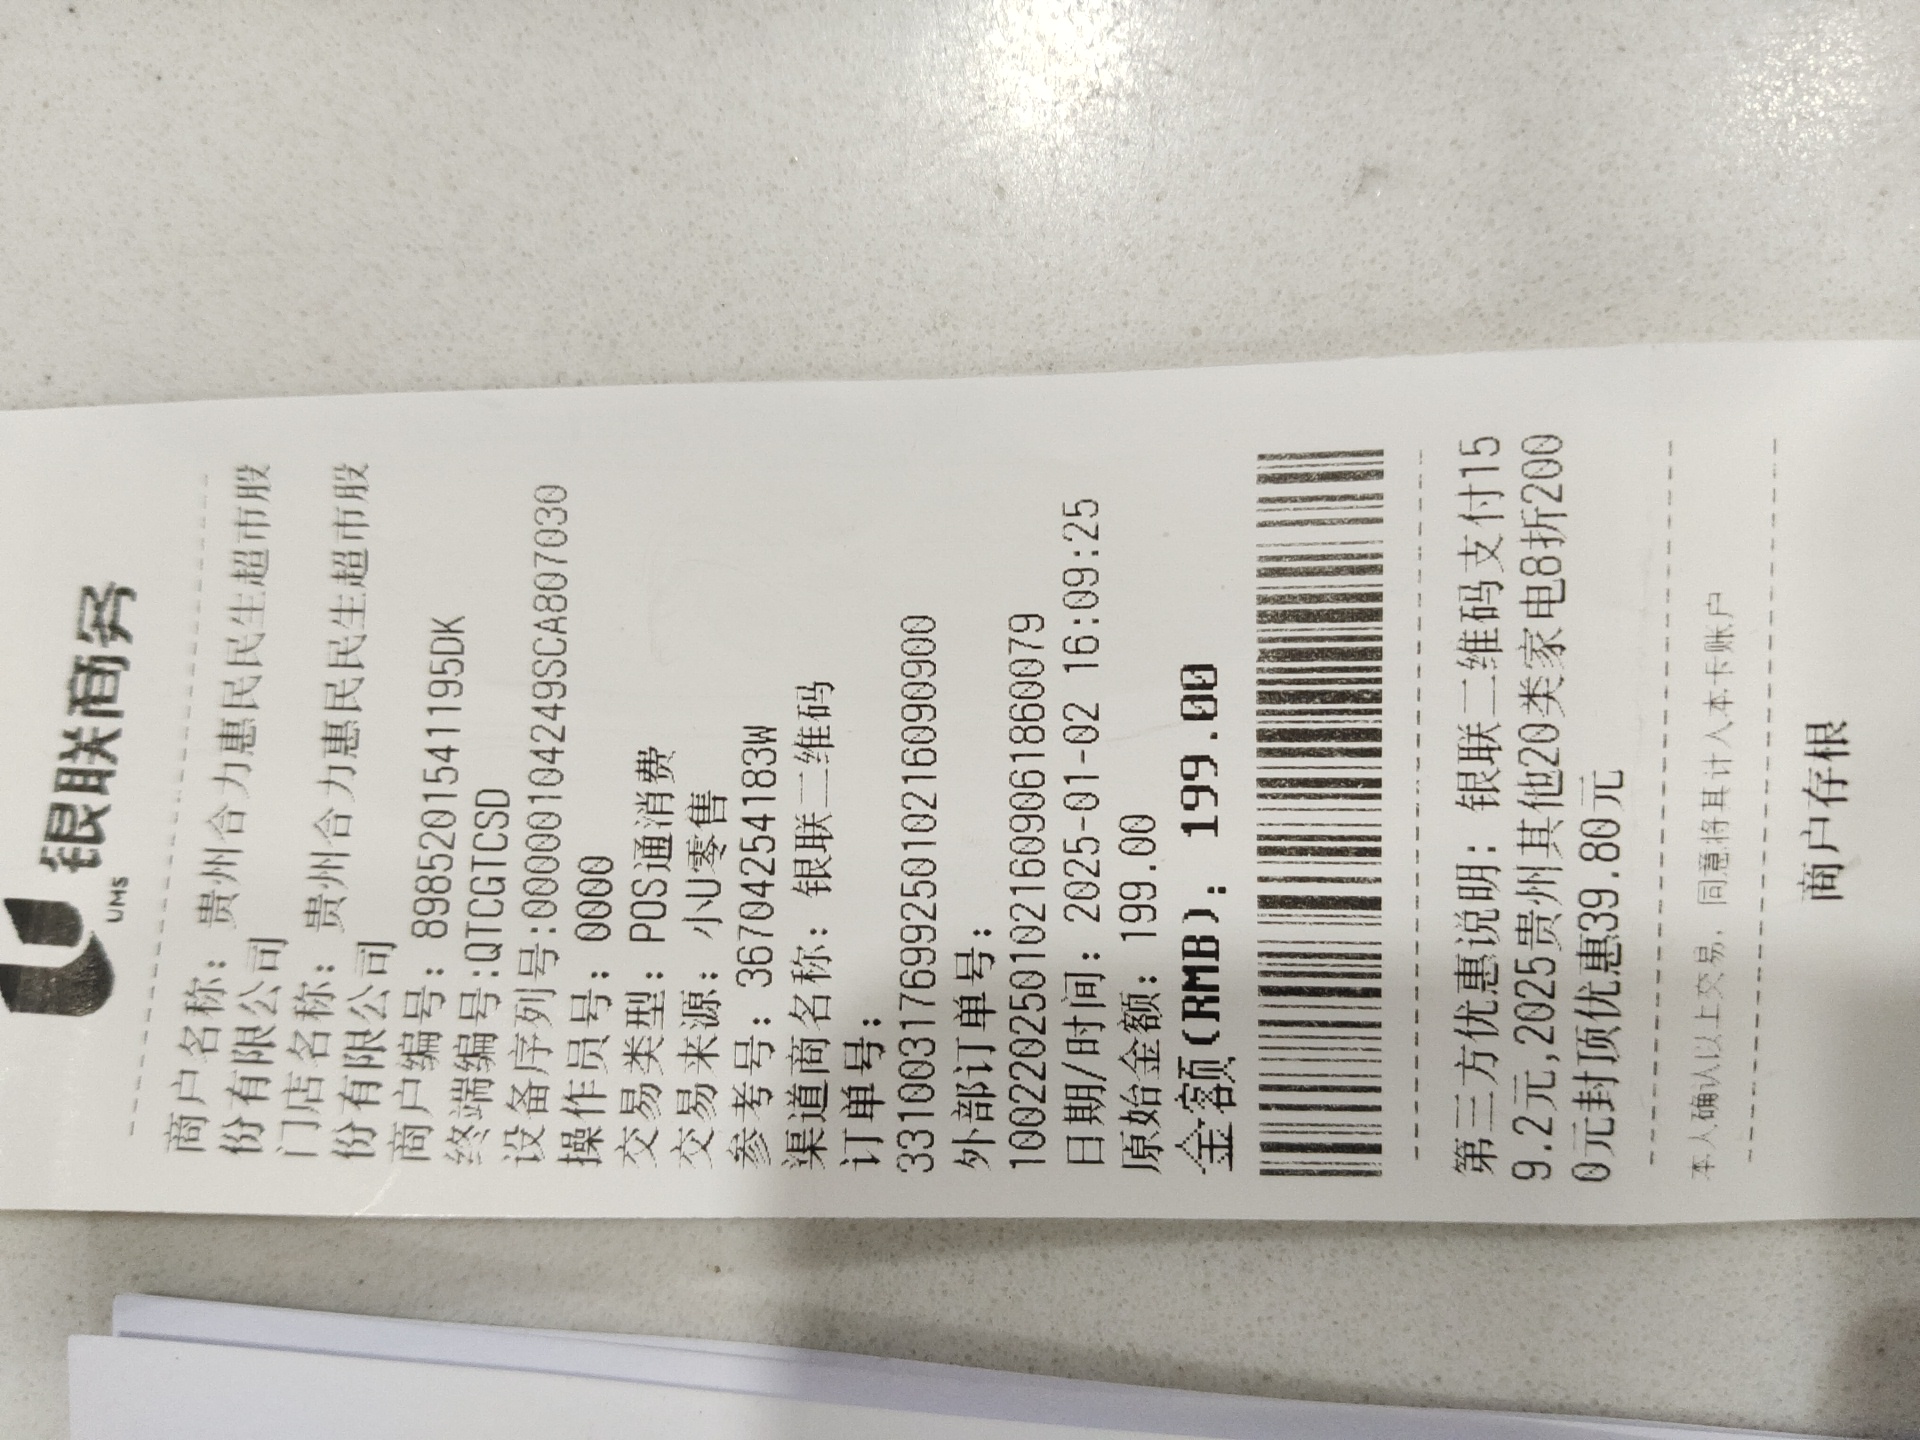 银联商务
UMS
商户名称：贵州合力惠民民生超市股
份有限公司
门店名称：贵州合力惠民民生超市股
份有限公司
商户编号：89852015411195DK
终端编号:QTCGTCSD
设备序列号:00000104249SCA807030
操作员号：0000
交易类型：POS通消费
交易来源：小U零售
参考号：36704254183W
渠道商名称：银联二维码
订单号：
33100317699250102160909​00
外部订单号：
10022025010216090618600​79
日期/时间：2025-01-02 16:09:25
原始金额：199.00
金额(RMB)：199.00
第三方优惠说明：银联二维码支付15
9.2元,2025贵州其他20类家电8折200
0元封顶优惠39.80元
本人确认以上交易，同意将其计入本卡账户
商户存根